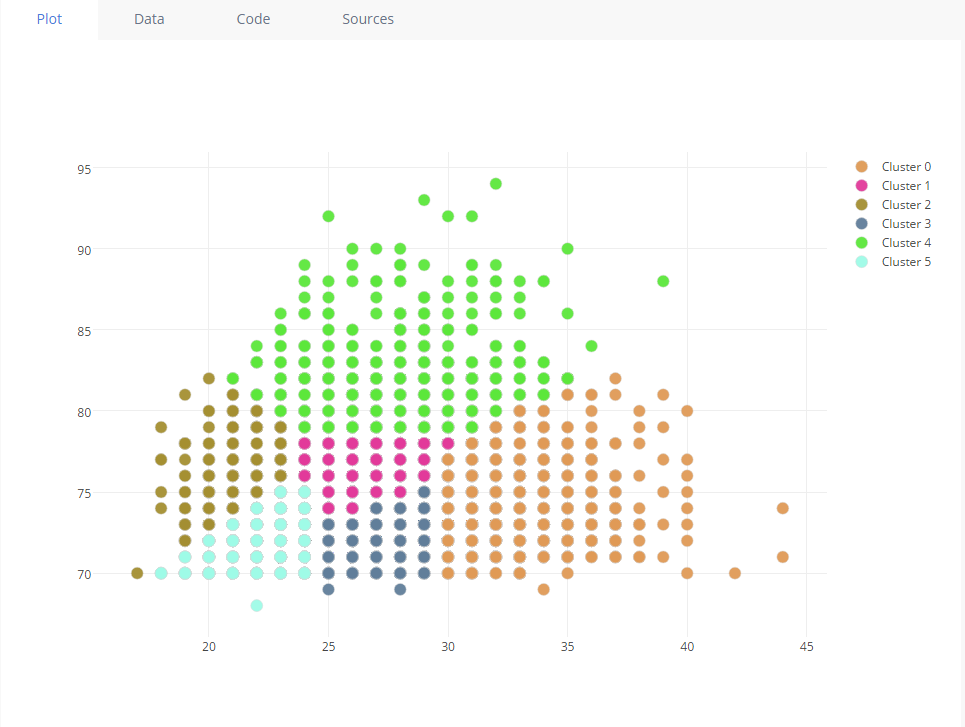 Plot Data Code Sources
95
90
85
80
75
70
20 25 30 35 40 45
Cluster 0
Cluster 1
Cluster 2
Cluster 3
Cluster 4
Cluster 5